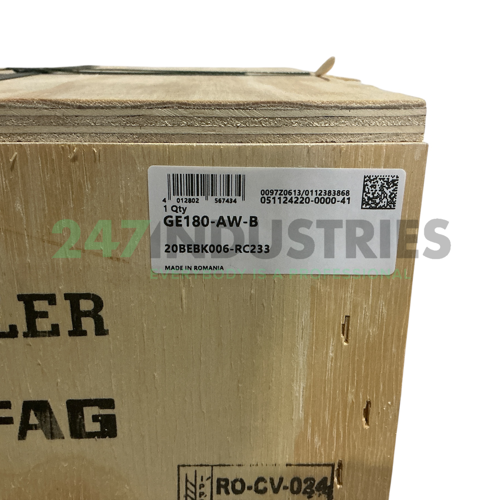 4 012802 567434
1 Qty
GE180-AW-B
20BEBK006-RC233
MADE IN ROMANIA
0097Z0613/0112383868
051124220-0000-41
247INDUSTRIES
LER
FAG
RO-CV-024